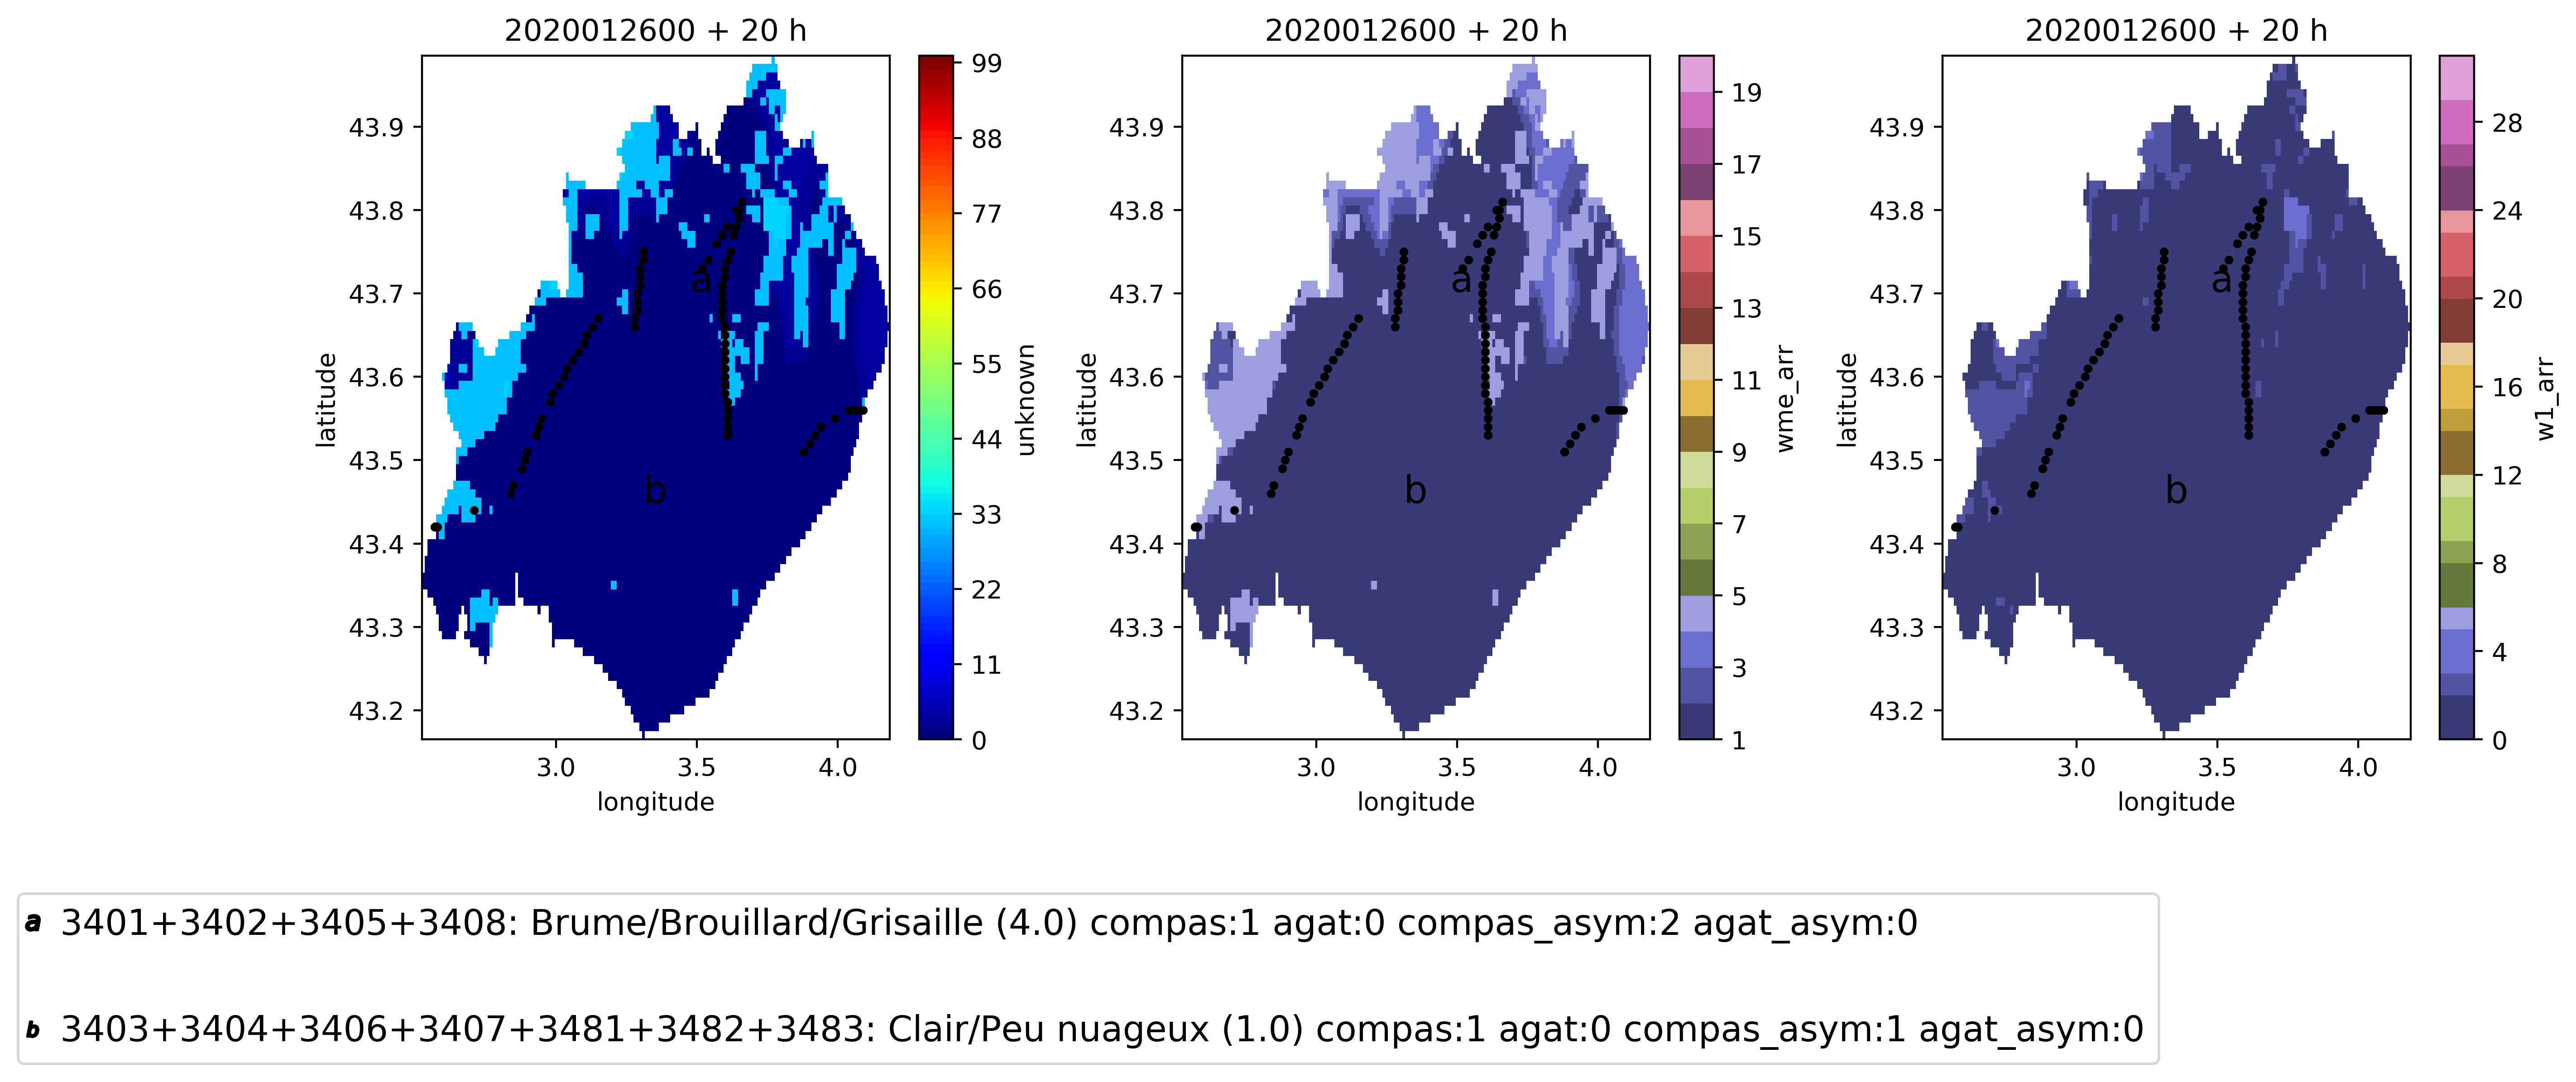 2020012600 + 20 h
2020012600 + 20 h
2020012600 + 20 h
99
88
77
66
55
44
33
22
11
0
unknown
43.9
43.8
43.7
43.6
43.5
43.4
43.3
43.2
latitude
3.0 3.5 4.0
longitude
a
b
19
17
15
13
11
9
7
5
3
1
wme_arr
43.9
43.8
43.7
43.6
43.5
43.4
43.3
43.2
latitude
3.0 3.5 4.0
longitude
a
b
28
24
20
16
12
8
4
0
w1_arr
43.9
43.8
43.7
43.6
43.5
43.4
43.3
43.2
latitude
3.0 3.5 4.0
longitude
a
b
a 3401+3402+3405+3408: Brume/Brouillard/Grisaille (4.0) compas:1 agat:0 compas_asym:2 agat_asym:0
b 3403+3404+3406+3407+3481+3482+3483: Clair/Peu nuageux (1.0) compas:1 agat:0 compas_asym:1 agat_asym:0